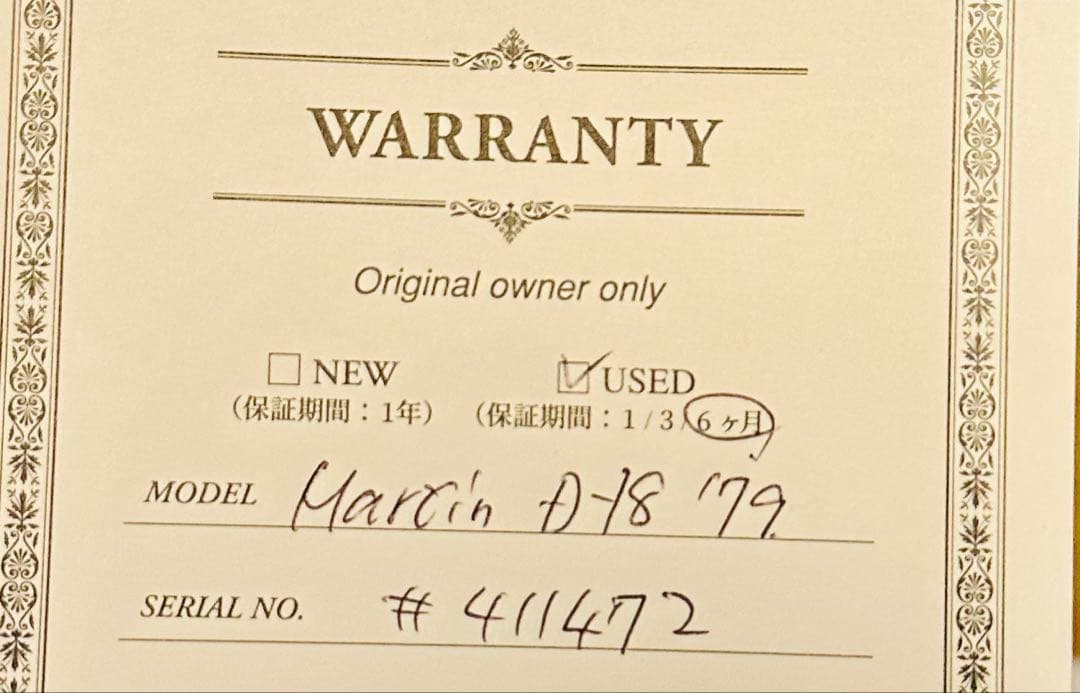 WARRANTY
Original owner only
☐ NEW ☑ USED
（保証期間：1年） （保証期間：1 / 3 / 6ヶ月）
MODEL Martin D-18 '79.
SERIAL NO. # 411472